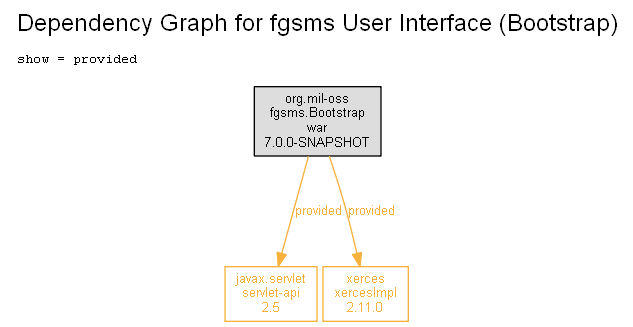 Dependency Graph for fgsms User Interface (Bootstrap)
show = provided
org.mil-oss
fgsms.Bootstrap
war
7.0.0-SNAPSHOT
provided provided
javax.servlet
servlet-api
2.5
xerces
xercesImpl
2.11.0